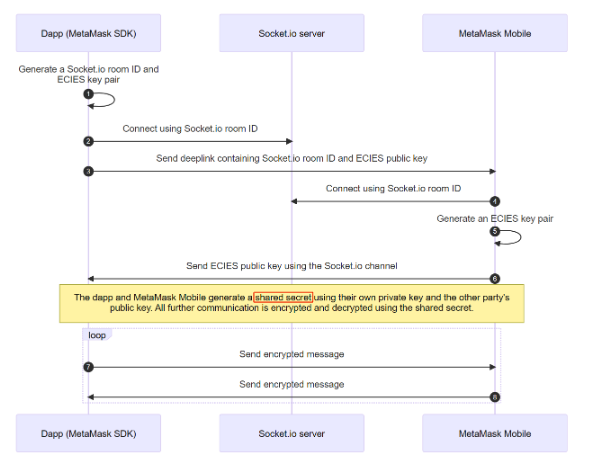 Dapp (MetaMask SDK)
Socket.io server
MetaMask Mobile
Generate a Socket.io room ID and
ECIES key pair
1
Connect using Socket.io room ID
2
Send deeplink containing Socket.io room ID and ECIES public key
3
Connect using Socket.io room ID
4
Generate an ECIES key pair
5
Send ECIES public key using the Socket.io channel
6
The dapp and MetaMask Mobile generate a shared secret using their own private key and the other party's
public key. All further communication is encrypted and decrypted using the shared secret.
loop
Send encrypted message
7
Send encrypted message
8
Dapp (MetaMask SDK)
Socket.io server
MetaMask Mobile